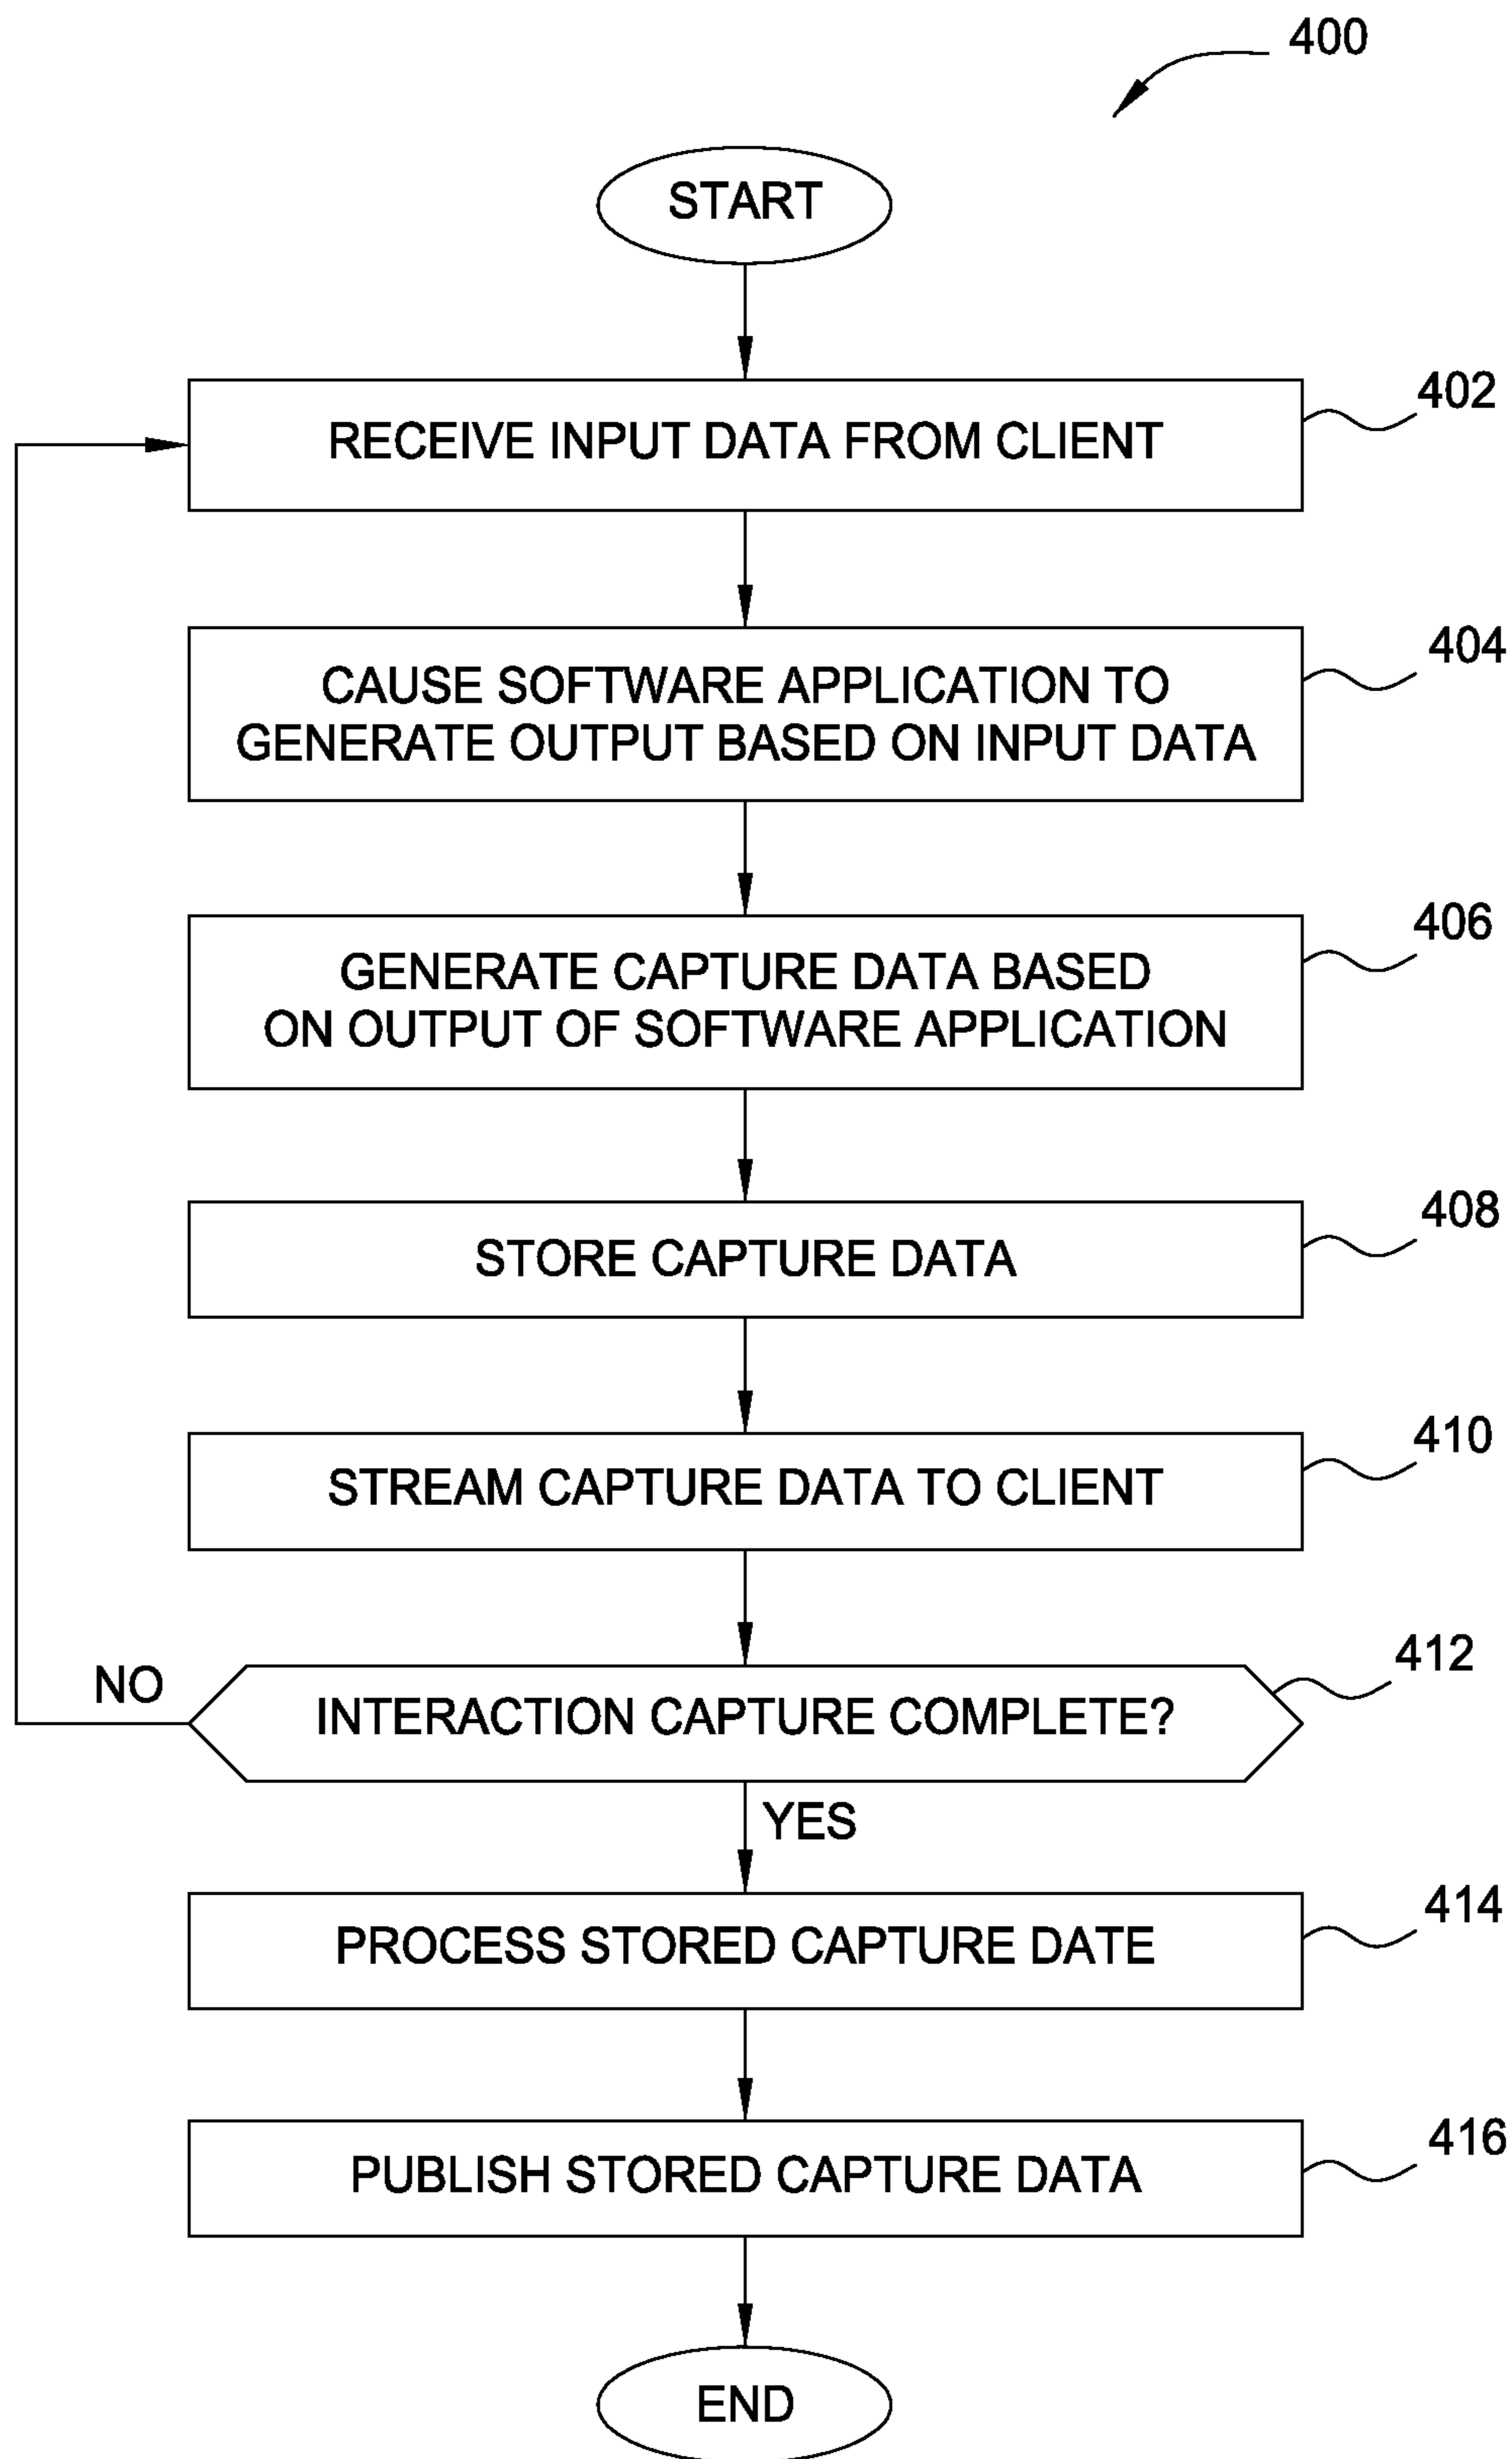 400
START
RECEIVE INPUT DATA FROM CLIENT
402
CAUSE SOFTWARE APPLICATION TO
GENERATE OUTPUT BASED ON INPUT DATA
404
GENERATE CAPTURE DATA BASED
ON OUTPUT OF SOFTWARE APPLICATION
406
STORE CAPTURE DATA
408
STREAM CAPTURE DATA TO CLIENT
410
NO
INTERACTION CAPTURE COMPLETE?
412
YES
PROCESS STORED CAPTURE DATE
414
PUBLISH STORED CAPTURE DATA
416
END